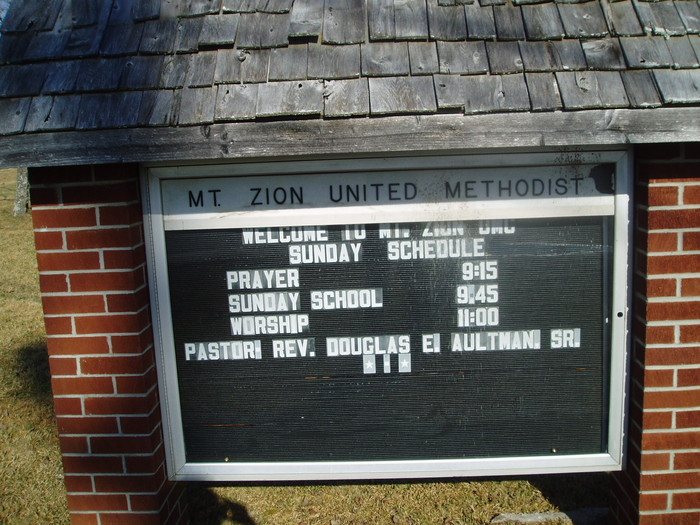 MT. ZION UNITED METHODIST
WELCOME TO MT. ZION UMC
SUNDAY SCHEDULE
PRAYER 9:15
SUNDAY SCHOOL 9:45
WORSHIP 11:00
PASTOR: REV. DOUGLAS E. AULTMAN, SR.